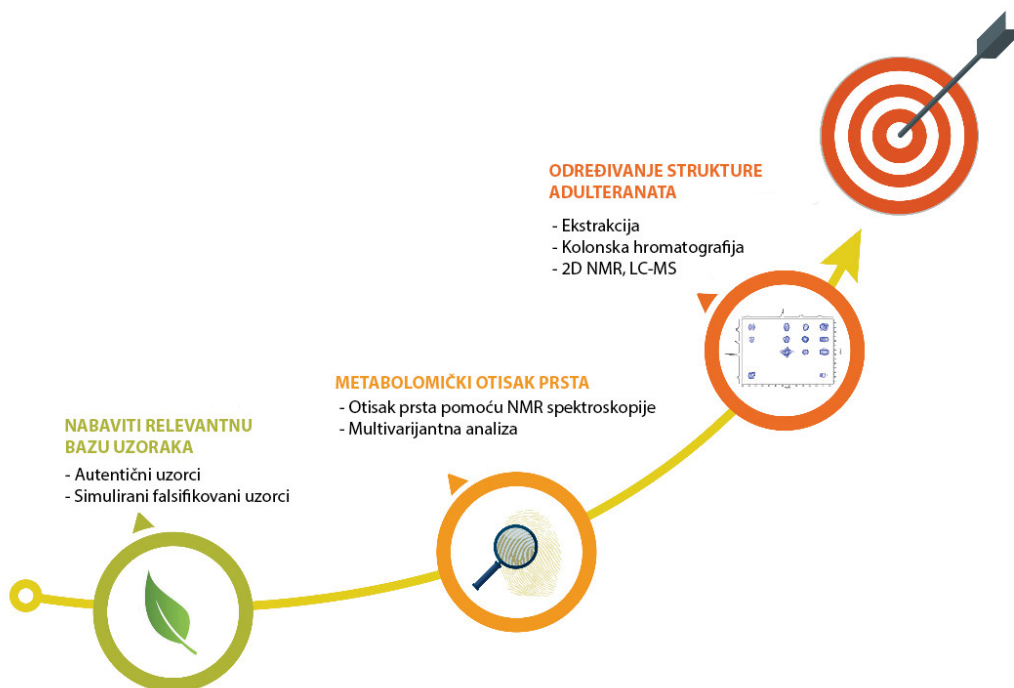 ODREĐIVANJE STRUKTURE
ADULTERANATA
- Ekstrakcija
- Kolonska hromatografija
- 2D NMR, LC-MS
METABOLOMIČKI OTISAK PRSTA
- Otisak prsta pomoću NMR spektroskopije
- Multivarijantna analiza
NABAVITI RELEVANTNU
BAZU UZORAKA
- Autentični uzorci
- Simulirani falsifikovani uzorci